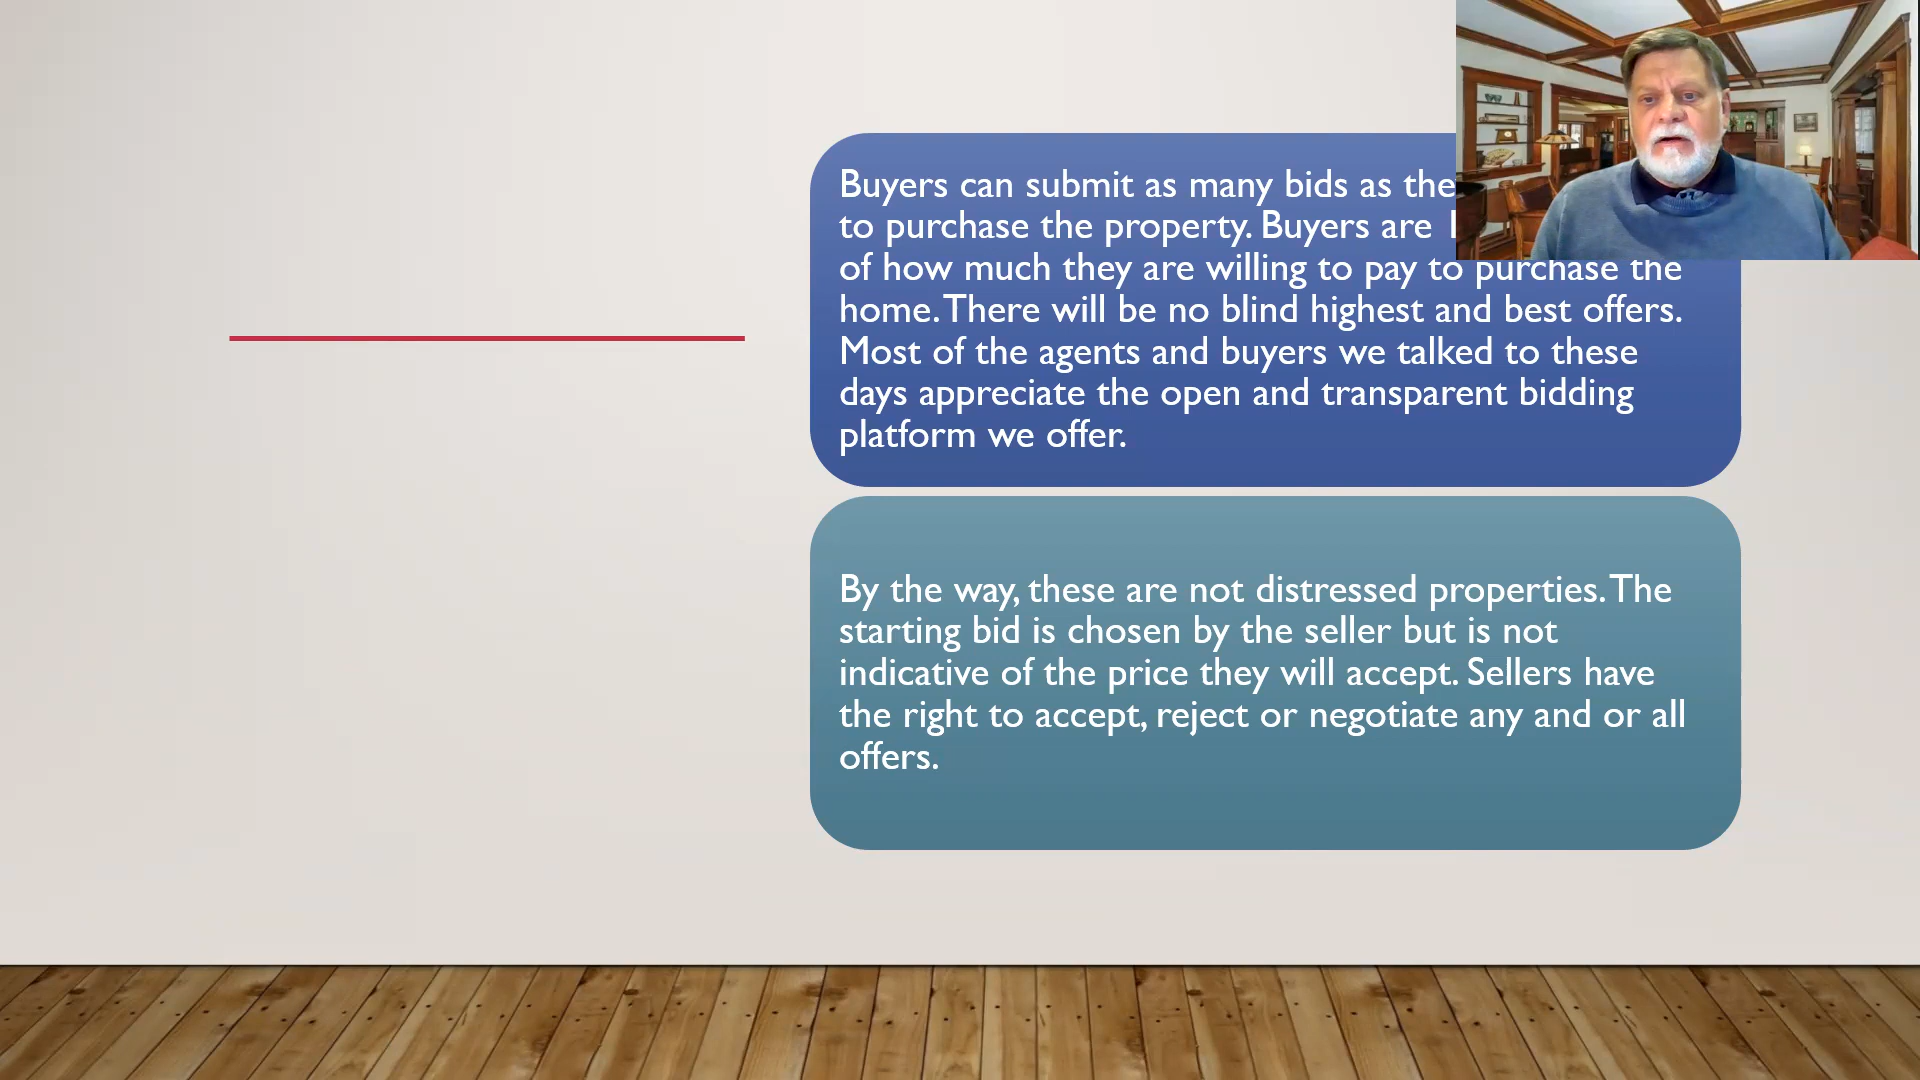 Buyers can submit as many bids as
to purchase the property. Buyers are
of how much they are willing to pay to purchase the
home. There will be no blind highest and best offers.
Most of the agents and buyers we talked to these
days appreciate the open and transparent bidding
platform we offer.
By the way, these are not distressed properties. The
starting bid is chosen by the seller but is not
indicative of the price they will accept. Sellers have
the right to accept, reject or negotiate any and or all
offers.